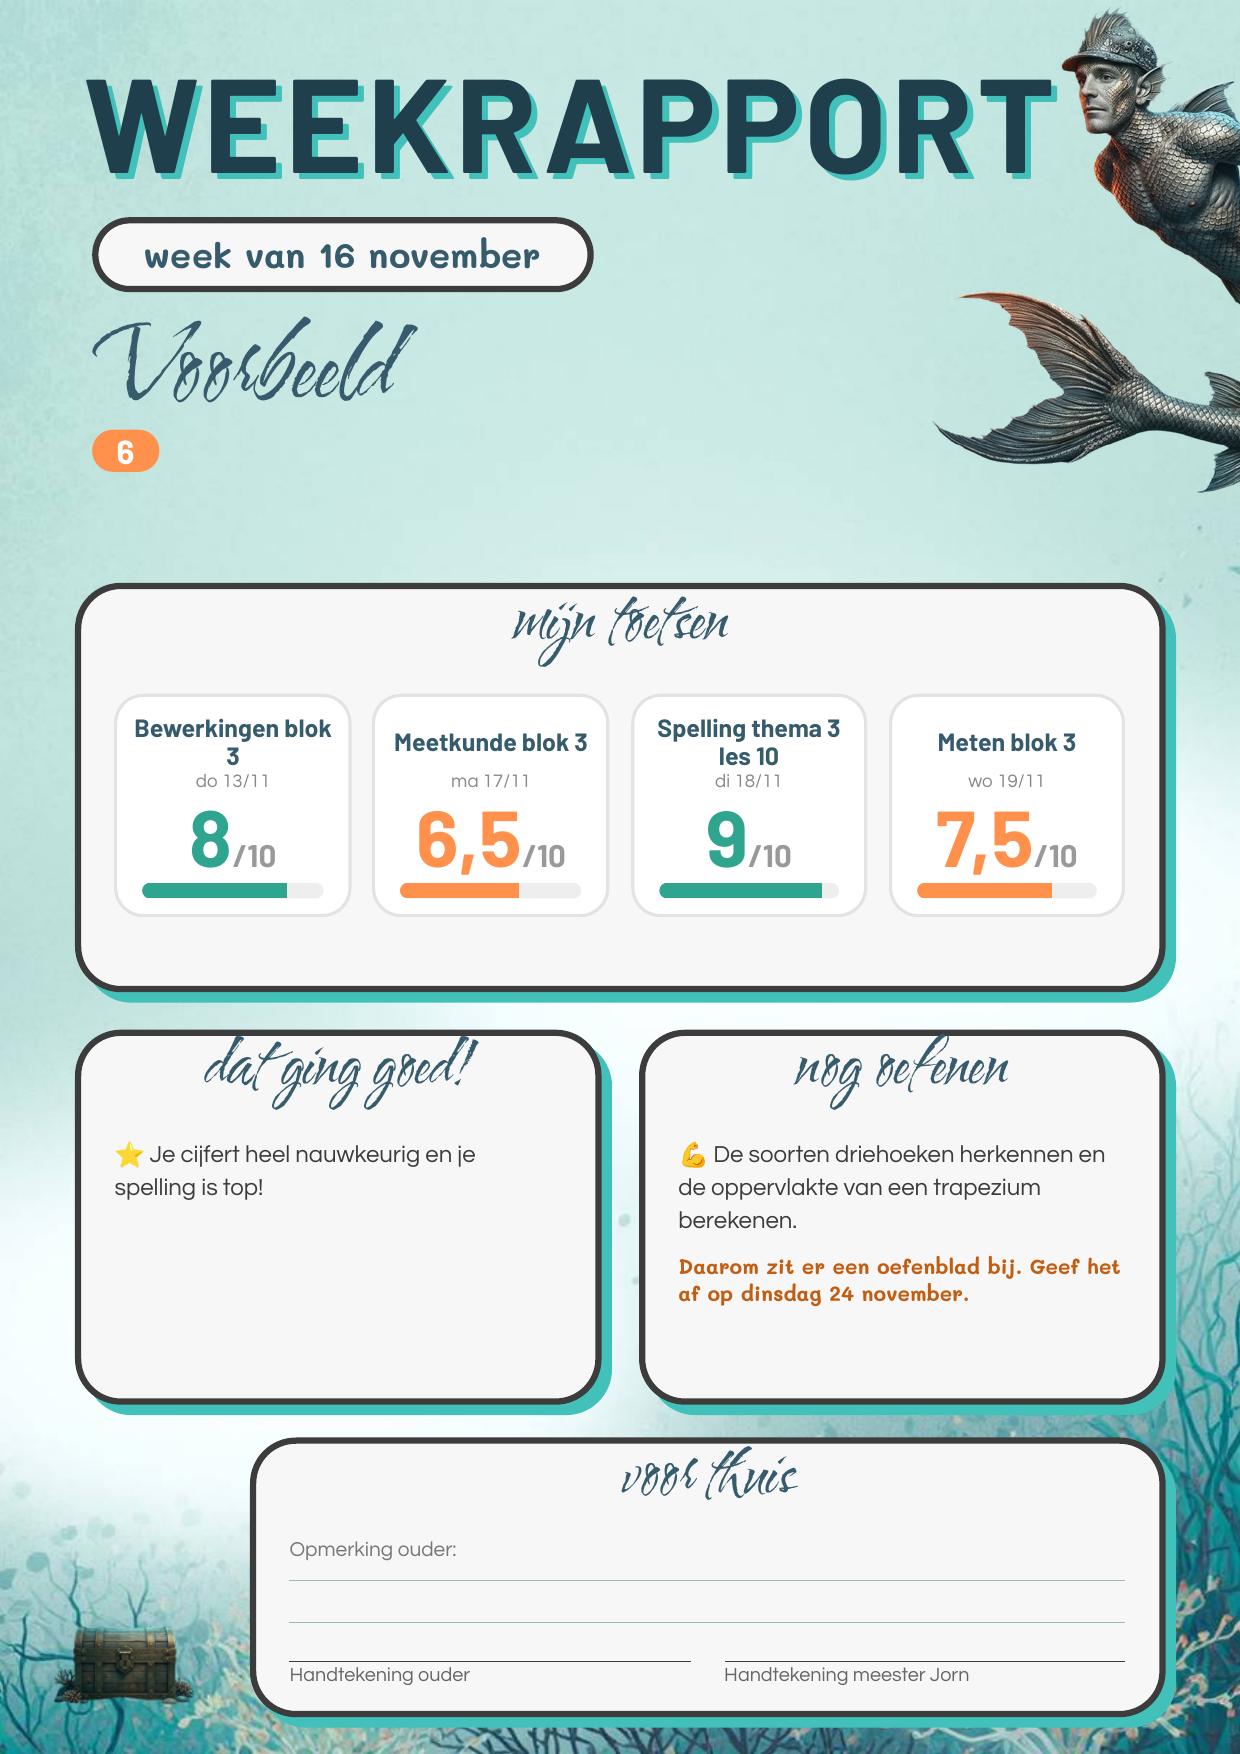 WEEKRAPPORT
week van 16 november
Voorbeeld
6
mijn toetsen
Bewerkingen blok
3
do 13/11
8/10
Meetkunde blok 3
ma 17/11
6,5/10
Spelling thema 3
les 10
di 18/11
9/10
Meten blok 3
wo 19/11
7,5/10
dat ging goed!
⭐ Je cijfert heel nauwkeurig en je
spelling is top!
nog oefenen
💪 De soorten driehoeken herkennen en
de oppervlakte van een trapezium
berekenen.
Daarom zit er een oefenblad bij. Geef het
af op dinsdag 24 november.
voor thuis
Opmerking ouder:
Handtekening ouder
Handtekening meester Jorn